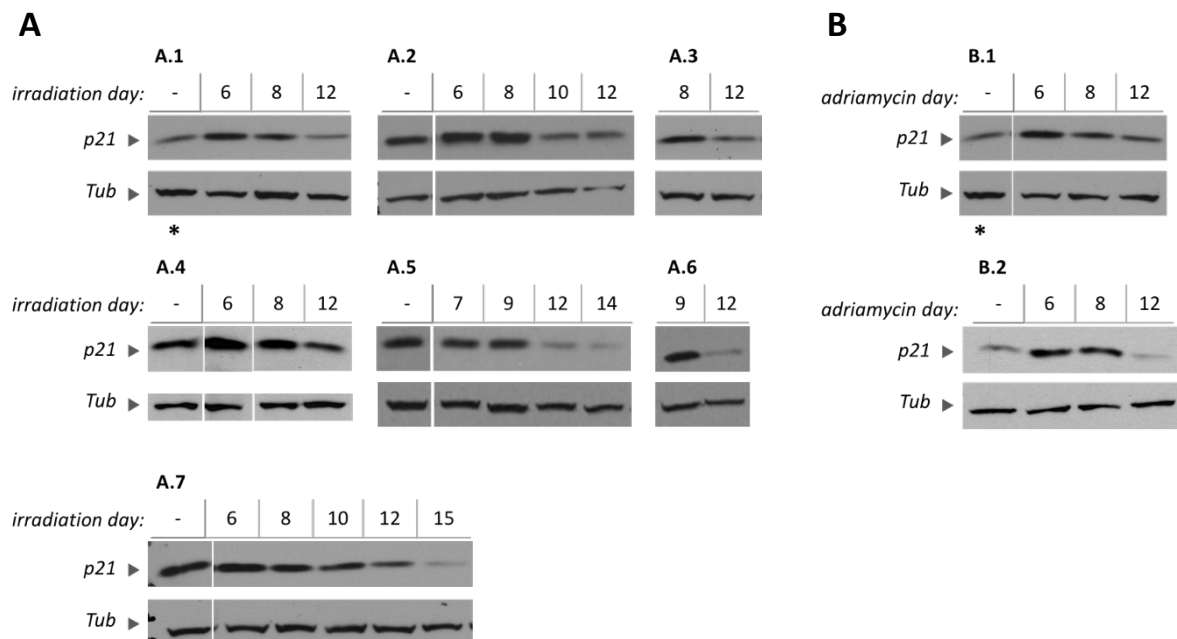 A B
A.1 A.2 A.3 B.1
irradiation day: - 6 8 12 - 6 8 10 12 8 12 adriamycin day: - 6 8 12
p21 p21
Tub Tub
* *
A.4 A.5 A.6 B.2
irradiation day: - 6 8 12 - 7 9 12 14 9 12 adriamycin day: - 6 8 12
p21 p21
Tub Tub
A.7
irradiation day: - 6 8 10 12 15
p21
Tub